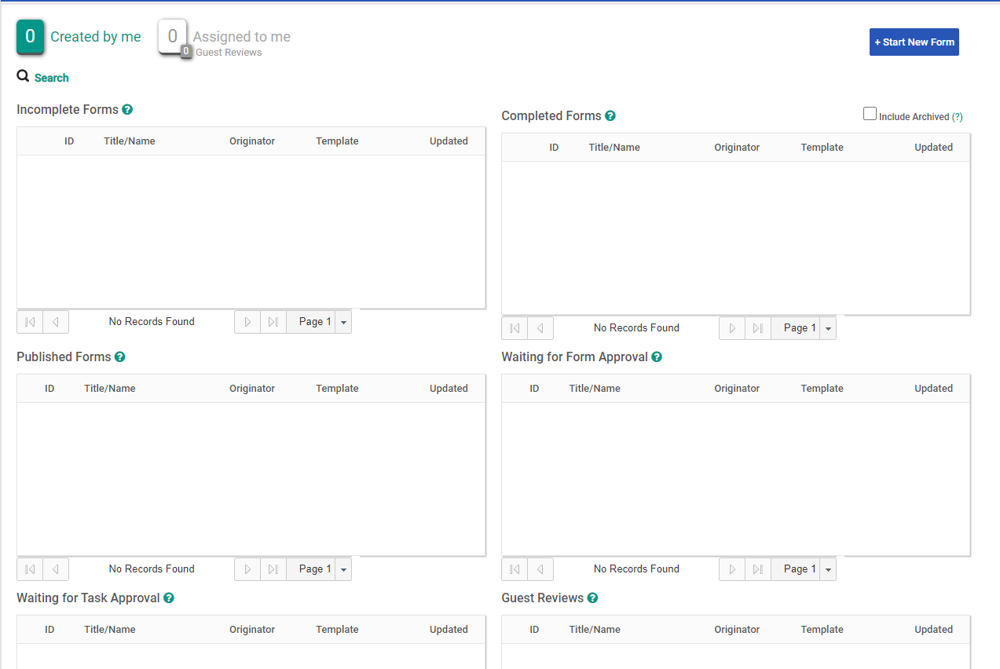 0 Created by me
0 Assigned to me
0 Guest Reviews
+ Start New Form
Search
Incomplete Forms ?
ID Title/Name Originator Template Updated
No Records Found Page 1
Completed Forms ?
Include Archived (?)
ID Title/Name Originator Template Updated
No Records Found Page 1
Published Forms ?
ID Title/Name Originator Template Updated
No Records Found Page 1
Waiting for Form Approval ?
ID Title/Name Originator Template Updated
No Records Found Page 1
Waiting for Task Approval ?
ID Title/Name Originator Template Updated
Guest Reviews ?
ID Title/Name Originator Template Updated